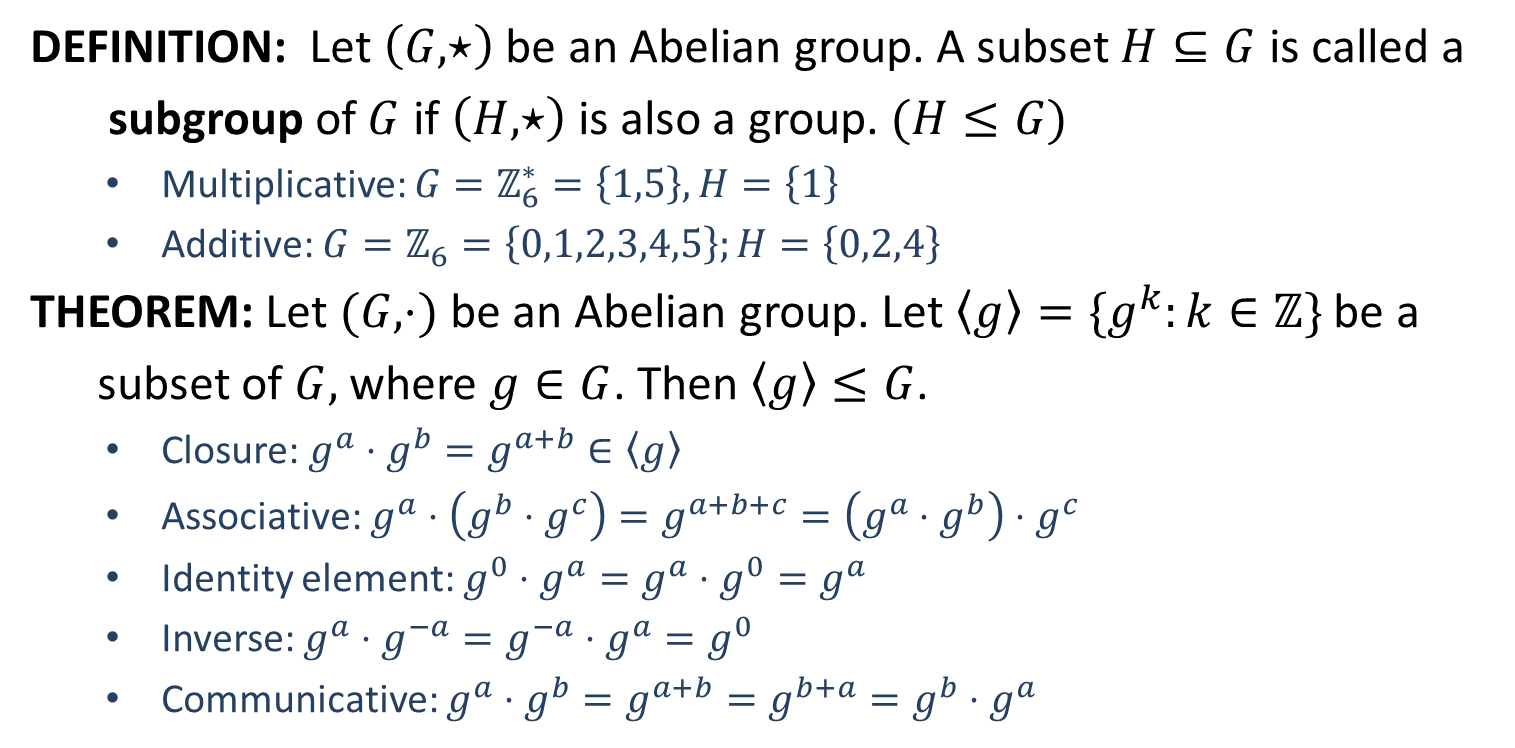 DEFINITION: Let (G,⋆) be an Abelian group. A subset H ⊆ G is called a
subgroup of G if (H,⋆) is also a group. (H ≤ G)
• Multiplicative: G = ℤ₆* = {1,5}, H = {1}
• Additive: G = ℤ₆ = {0,1,2,3,4,5}; H = {0,2,4}
THEOREM: Let (G,·) be an Abelian group. Let ⟨g⟩ = {gᵏ: k ∈ ℤ} be a
subset of G, where g ∈ G. Then ⟨g⟩ ≤ G.
• Closure: gᵃ · gᵇ = gᵃ⁺ᵇ ∈ ⟨g⟩
• Associative: gᵃ · (gᵇ · gᶜ) = gᵃ⁺ᵇ⁺ᶜ = (gᵃ · gᵇ) · gᶜ
• Identity element: g⁰ · gᵃ = gᵃ · g⁰ = gᵃ
• Inverse: gᵃ · g⁻ᵃ = g⁻ᵃ · gᵃ = g⁰
• Communicative: gᵃ · gᵇ = gᵃ⁺ᵇ = gᵇ⁺ᵃ = gᵇ · gᵃ